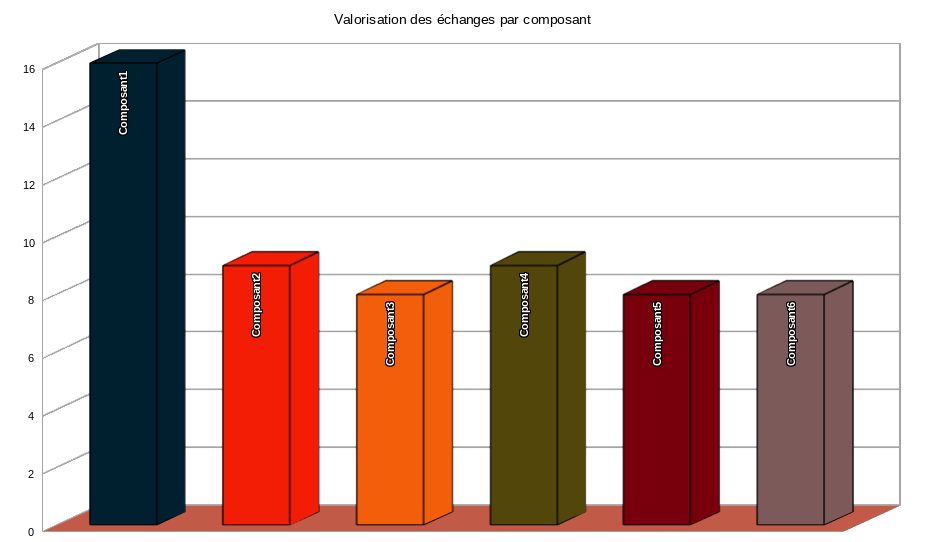 Valorisation des échanges par composant
16
14
12
10
8
6
4
2
0
Composant1
Composant2
Composant3
Composant4
Composant5
Composant6